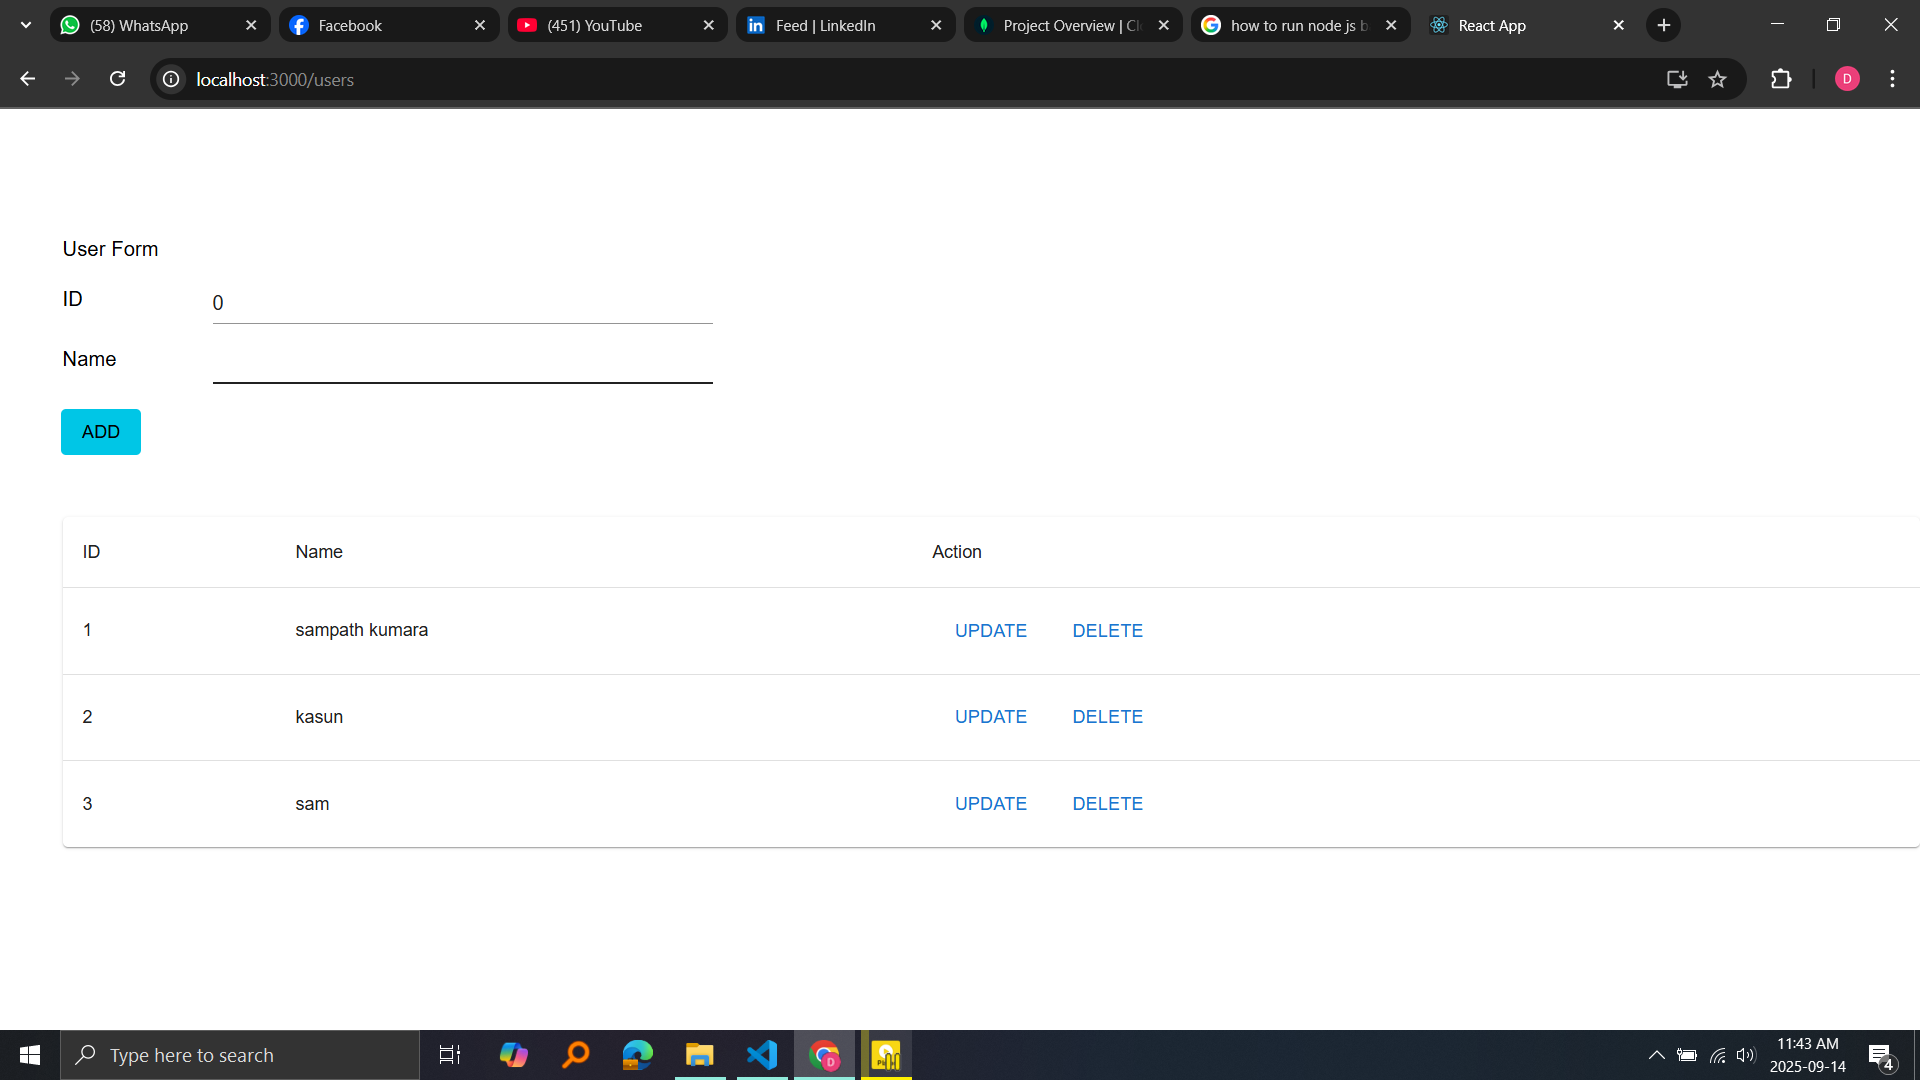 (58) WhatsApp
Facebook
(451) YouTube
Feed | LinkedIn
Project Overview | Cl
how to run node js b
React App
localhost:3000/users
D
User Form
ID 0
Name
ADD
ID Name Action
1 sampath kumara UPDATE DELETE
2 kasun UPDATE DELETE
3 sam UPDATE DELETE
Type here to search
D
11:43 AM
2025-09-14
4